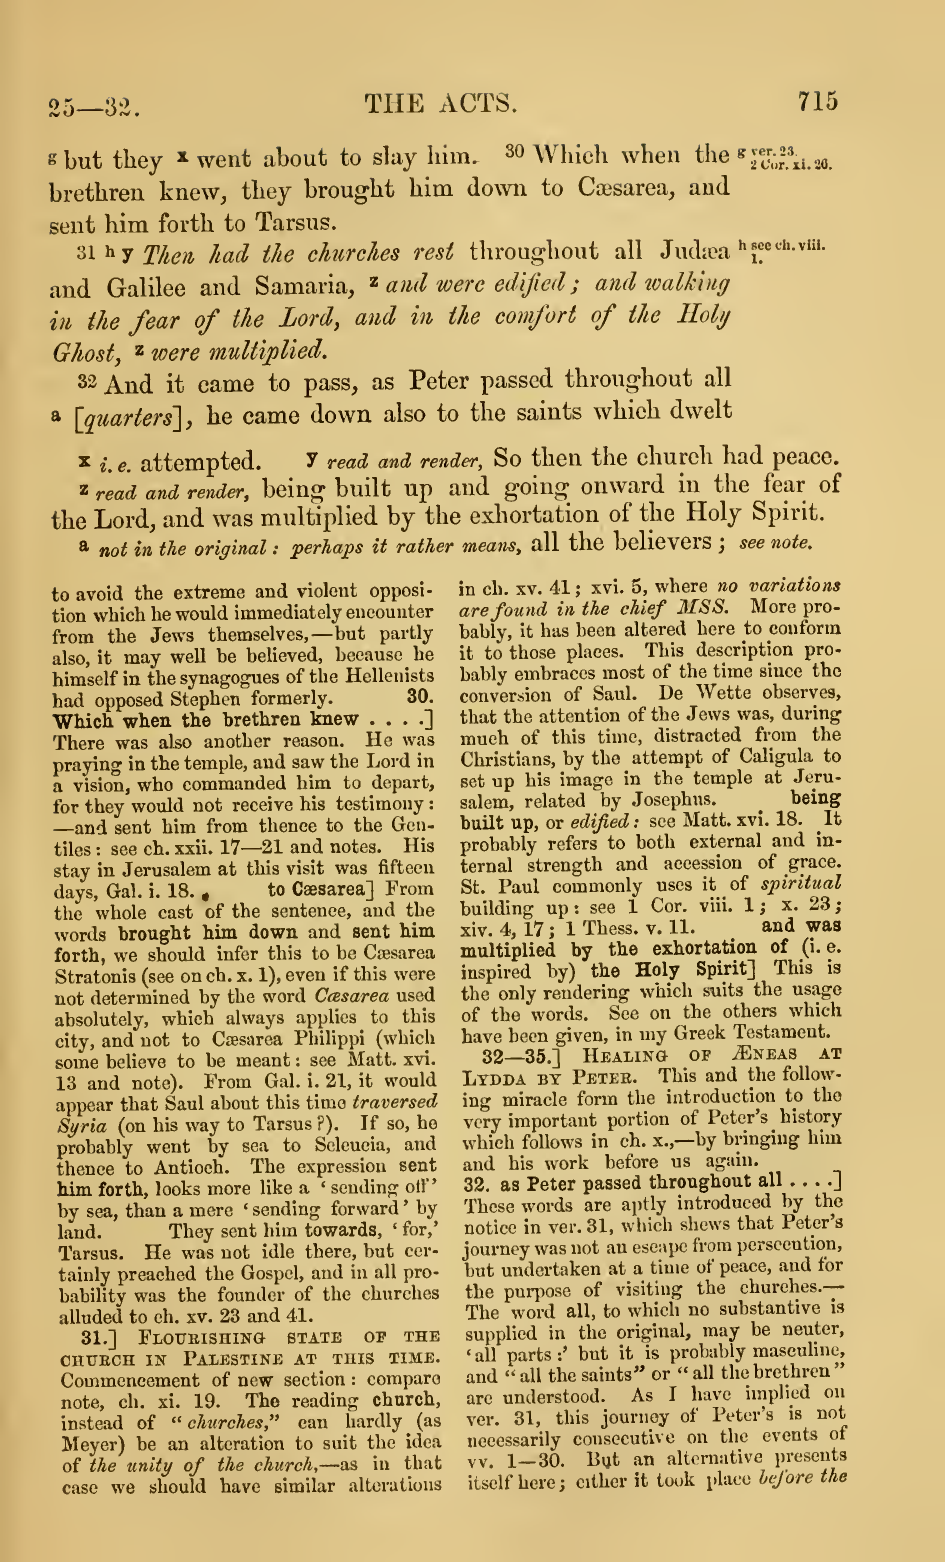 25—32.
THE ACTS.
715
g but they x went about to slay him. 30 Which when the
g ver. 23.
2 Cor. xi. 26.
brethren knew, they brought him down to Cæsarea, and
sent him forth to Tarsus.
31 h y Then had the churches rest throughout all Judæa
h see ch. viii.
1.
and Galilee and Samaria, z and were edified; and walking
in the fear of the Lord, and in the comfort of the Holy
Ghost, z were multiplied.
32 And it came to pass, as Peter passed throughout all
a [quarters], he came down also to the saints which dwelt
x i. e. attempted. y read and render, So then the church had peace.
z read and render, being built up and going onward in the fear of
the Lord, and was multiplied by the exhortation of the Holy Spirit.
a not in the original: perhaps it rather means, all the believers; see note.
to avoid the extreme and violent opposi-
tion which he would immediately encounter
from the Jews themselves,—but partly
also, it may well be believed, because he
himself in the synagogues of the Hellenists
had opposed Stephen formerly. 30.
Which when the brethren knew . . . .]
There was also another reason. He was
praying in the temple, and saw the Lord in
a vision, who commanded him to depart,
for they would not receive his testimony:
—and sent him from thence to the Gen-
tiles: see ch. xxii. 17—21 and notes. His
stay in Jerusalem at this visit was fifteen
days, Gal. i. 18. to Cæsarea] From
the whole cast of the sentence, and the
words brought him down and sent him
forth, we should infer this to be Cæsarea
Stratonis (see on ch. x. 1), even if this were
not determined by the word Cæsarea used
absolutely, which always applies to this
city, and not to Cæsarea Philippi (which
some believe to be meant: see Matt. xvi.
13 and note). From Gal. i. 21, it would
appear that Saul about this time traversed
Syria (on his way to Tarsus?). If so, he
probably went by sea to Seleucia, and
thence to Antioch. The expression sent
him forth, looks more like a ‘sending off’
by sea, than a mere ‘sending forward’ by
land. They sent him towards, ‘for,’
Tarsus. He was not idle there, but cer-
tainly preached the Gospel, and in all pro-
bability was the founder of the churches
alluded to ch. xv. 23 and 41.
31.] FLOURISHING STATE OF THE
CHURCH IN PALESTINE AT THIS TIME.
Commencement of new section: compare
note, ch. xi. 19. The reading church,
instead of “churches,” can hardly (as
Meyer) be an alteration to suit the idea
of the unity of the church,—as in that
case we should have similar alterations
in ch. xv. 41; xvi. 5, where no variations
are found in the chief MSS. More pro-
bably, it has been altered here to conform
it to those places. This description pro-
bably embraces most of the time since the
conversion of Saul. De Wette observes,
that the attention of the Jews was, during
much of this time, distracted from the
Christians, by the attempt of Caligula to
set up his image in the temple at Jeru-
salem, related by Josephus. being
built up, or edified: see Matt. xvi. 18. It
probably refers to both external and in-
ternal strength and accession of grace.
St. Paul commonly uses it of spiritual
building up: see 1 Cor. viii. 1; x. 23;
xiv. 4, 17; 1 Thess. v. 11. and was
multiplied by the exhortation of (i. e.
inspired by) the Holy Spirit] This is
the only rendering which suits the usage
of the words. See on the others which
have been given, in my Greek Testament.
32—35.] HEALING OF ÆNEAS AT
LYDDA BY PETER. This and the follow-
ing miracle form the introduction to the
very important portion of Peter's history
which follows in ch. x.,—by bringing him
and his work before us again.
32. as Peter passed throughout all . . . .]
These words are aptly introduced by the
notice in ver. 31, which shews that Peter's
journey was not an escape from persecution,
but undertaken at a time of peace, and for
the purpose of visiting the churches.—
The word all, to which no substantive is
supplied in the original, may be neuter,
‘all parts:’ but it is probably masculine,
and “all the saints” or “all the brethren”
are understood. As I have implied on
ver. 31, this journey of Peter's is not
necessarily consecutive on the events of
vv. 1—30. But an alternative presents
itself here; either it took place before the